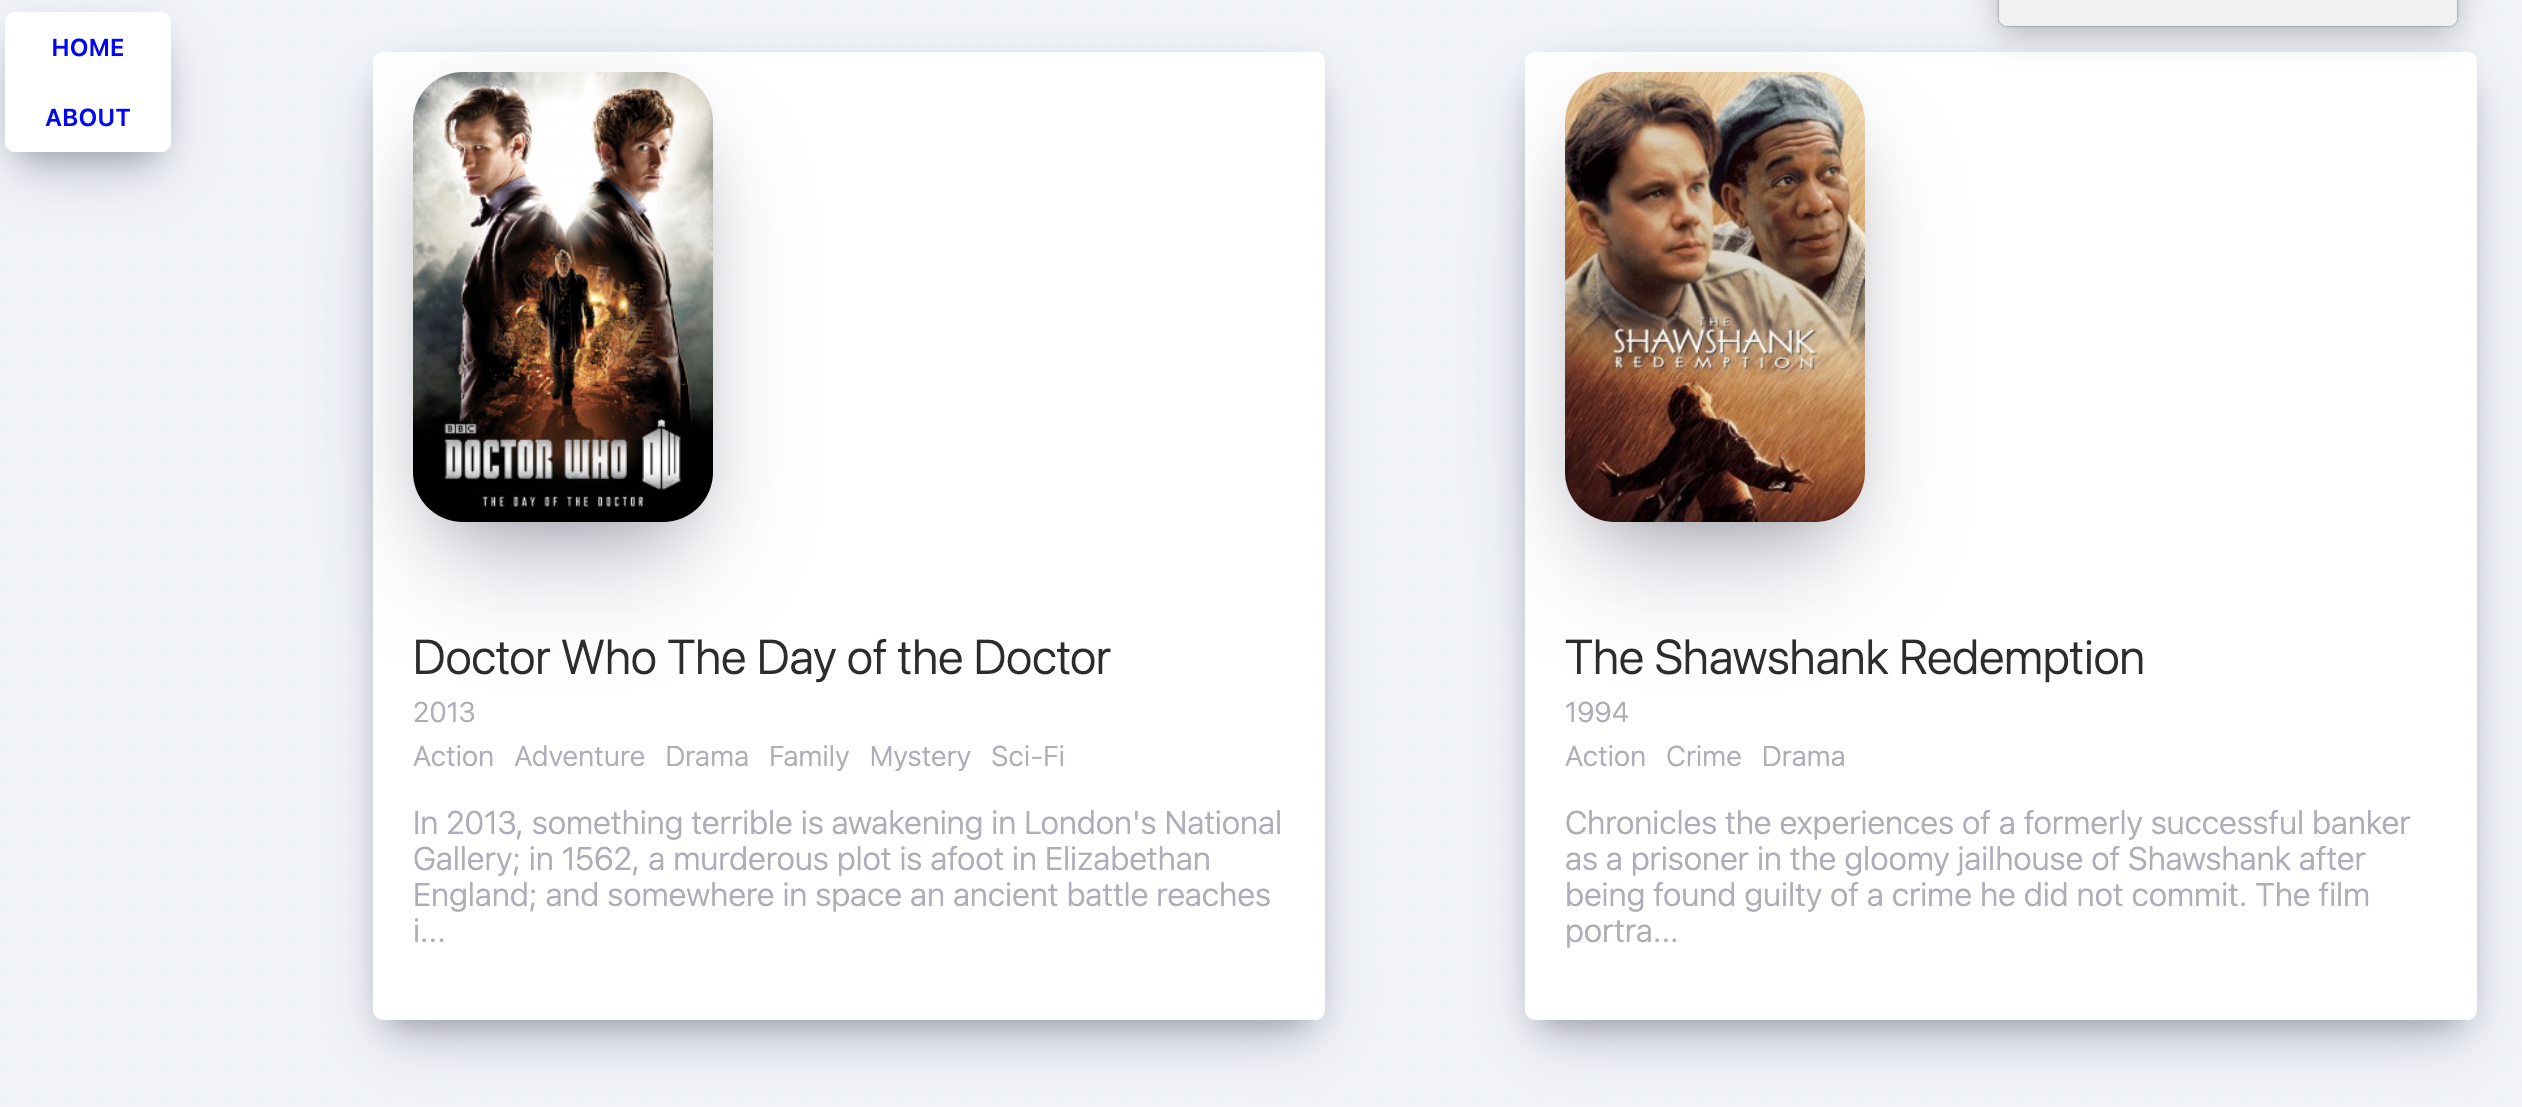 HOME
ABOUT
BBC
DOCTOR WHO DW
THE DAY OF THE DOCTOR
Doctor Who The Day of the Doctor
2013
Action Adventure Drama Family Mystery Sci-Fi
In 2013, something terrible is awakening in London's National
Gallery; in 1562, a murderous plot is afoot in Elizabethan
England; and somewhere in space an ancient battle reaches
i...
THE
SHAWSHANK
REDEMPTION
The Shawshank Redemption
1994
Action Crime Drama
Chronicles the experiences of a formerly successful banker
as a prisoner in the gloomy jailhouse of Shawshank after
being found guilty of a crime he did not commit. The film
portra...